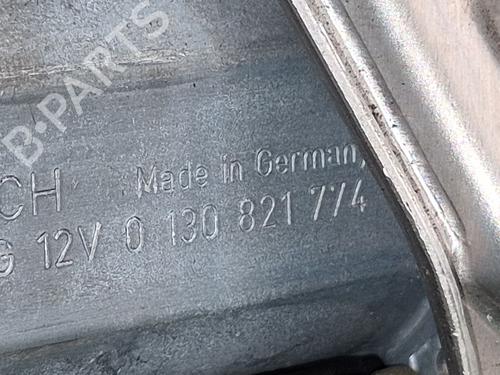 B-PARTS
CH Made in German
G 12V 0 130 821 774